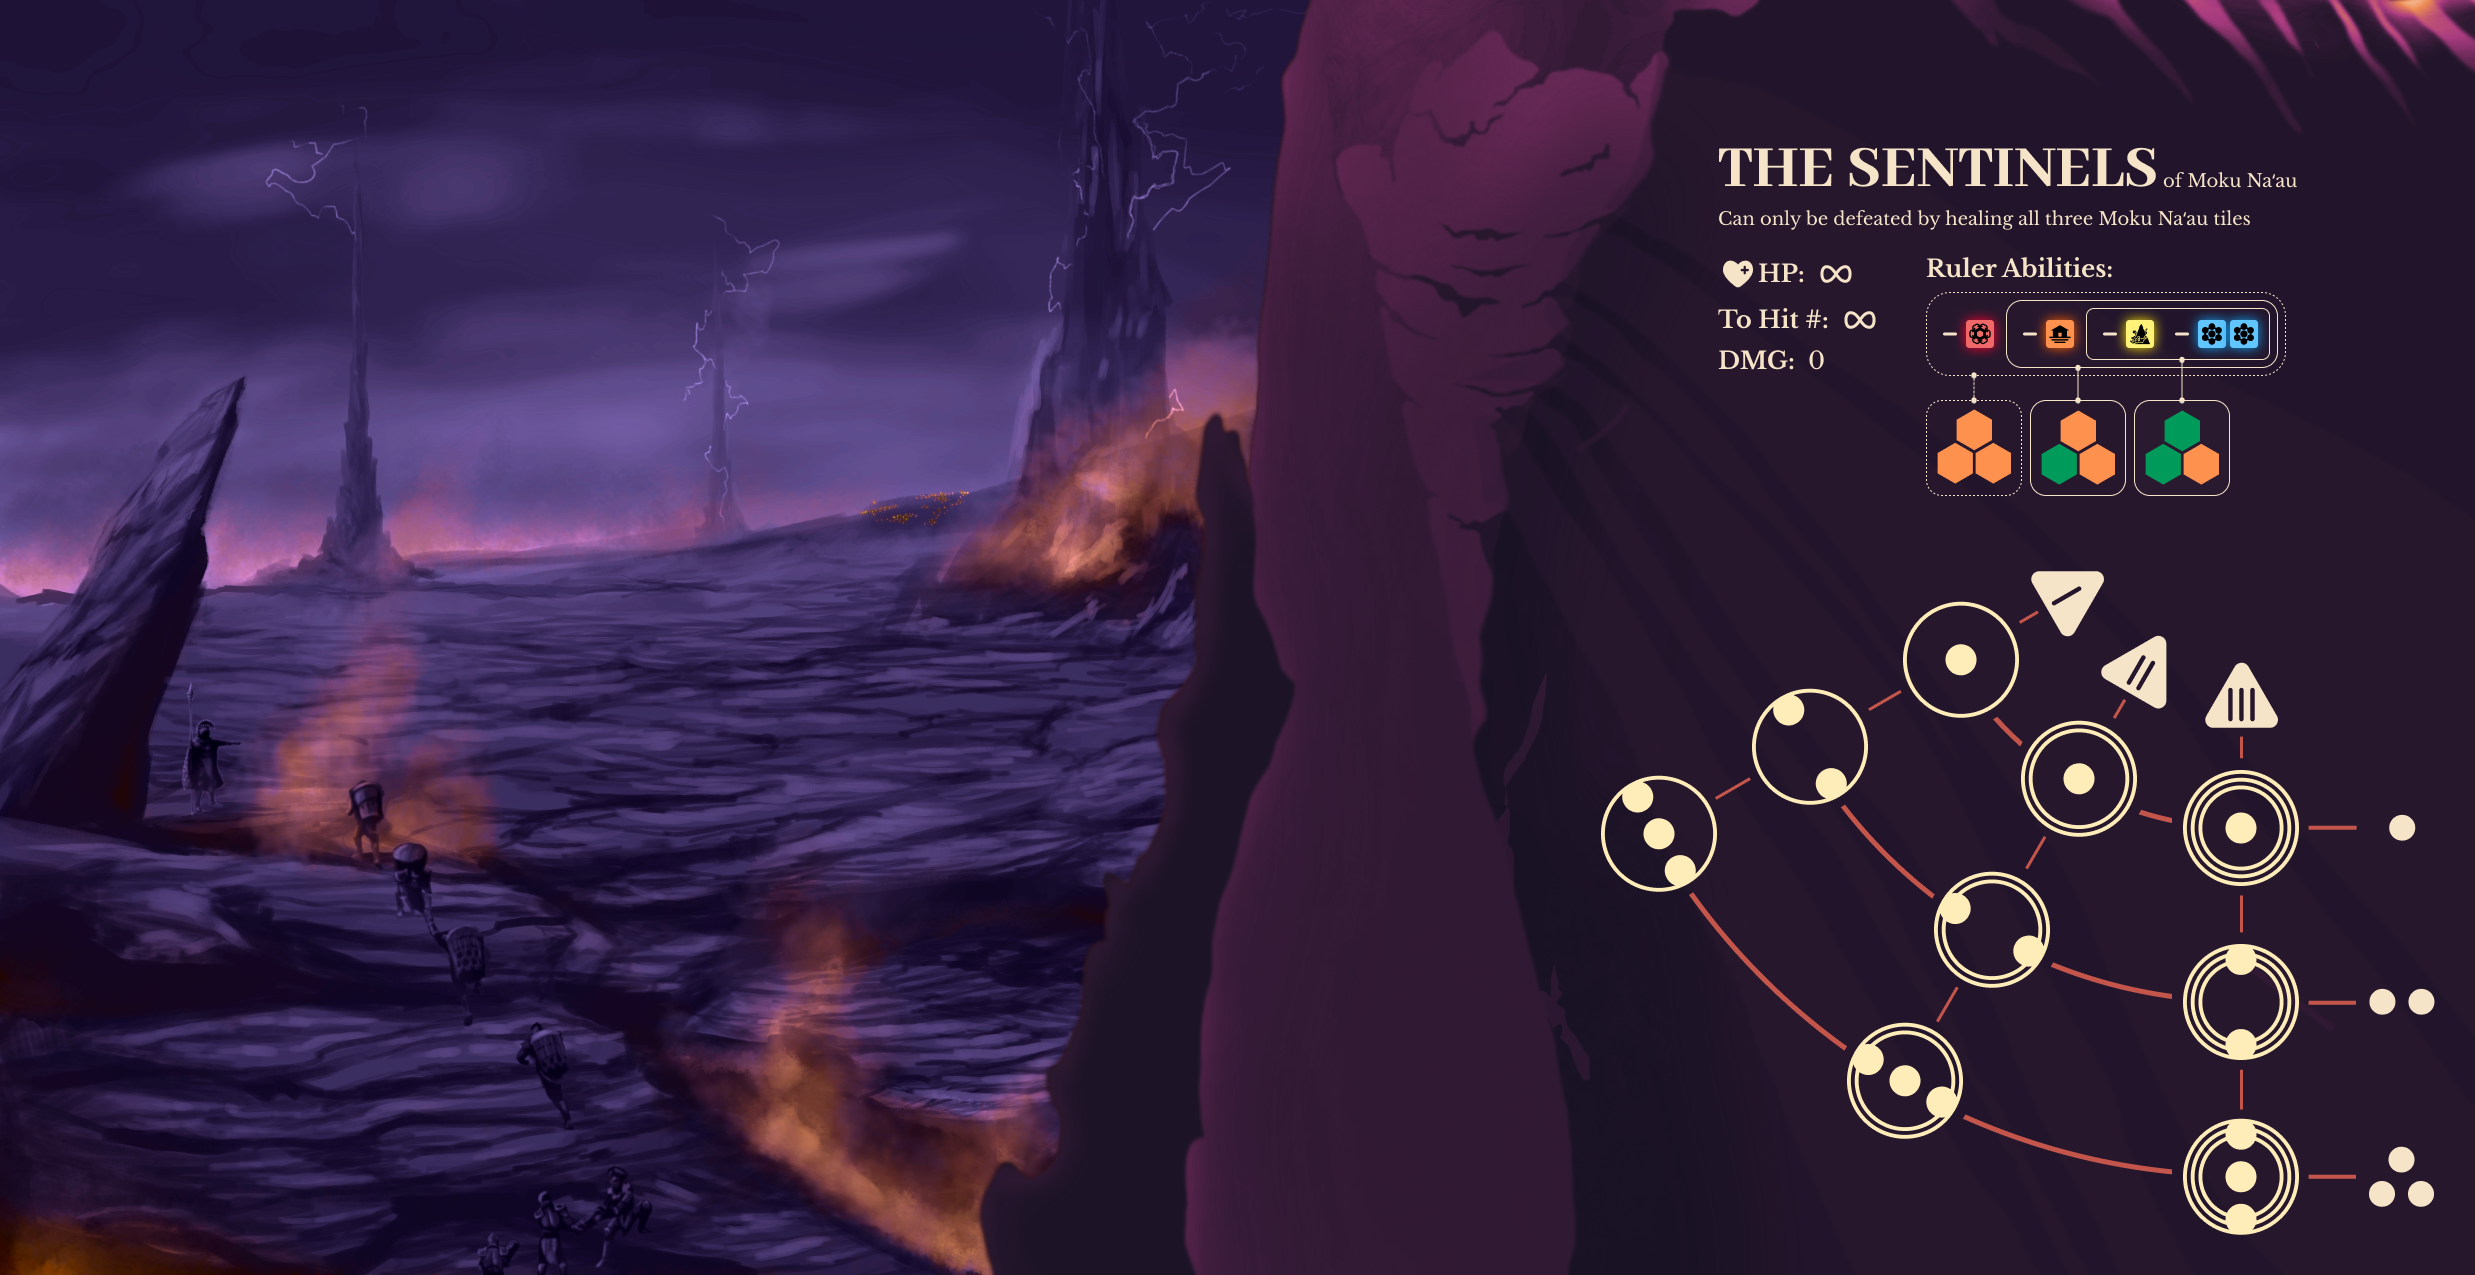 THE SENTINELS of Moku Na‘au
Can only be defeated by healing all three Moku Na‘au tiles
HP: ∞
To Hit #: ∞
DMG: 0
Ruler Abilities: